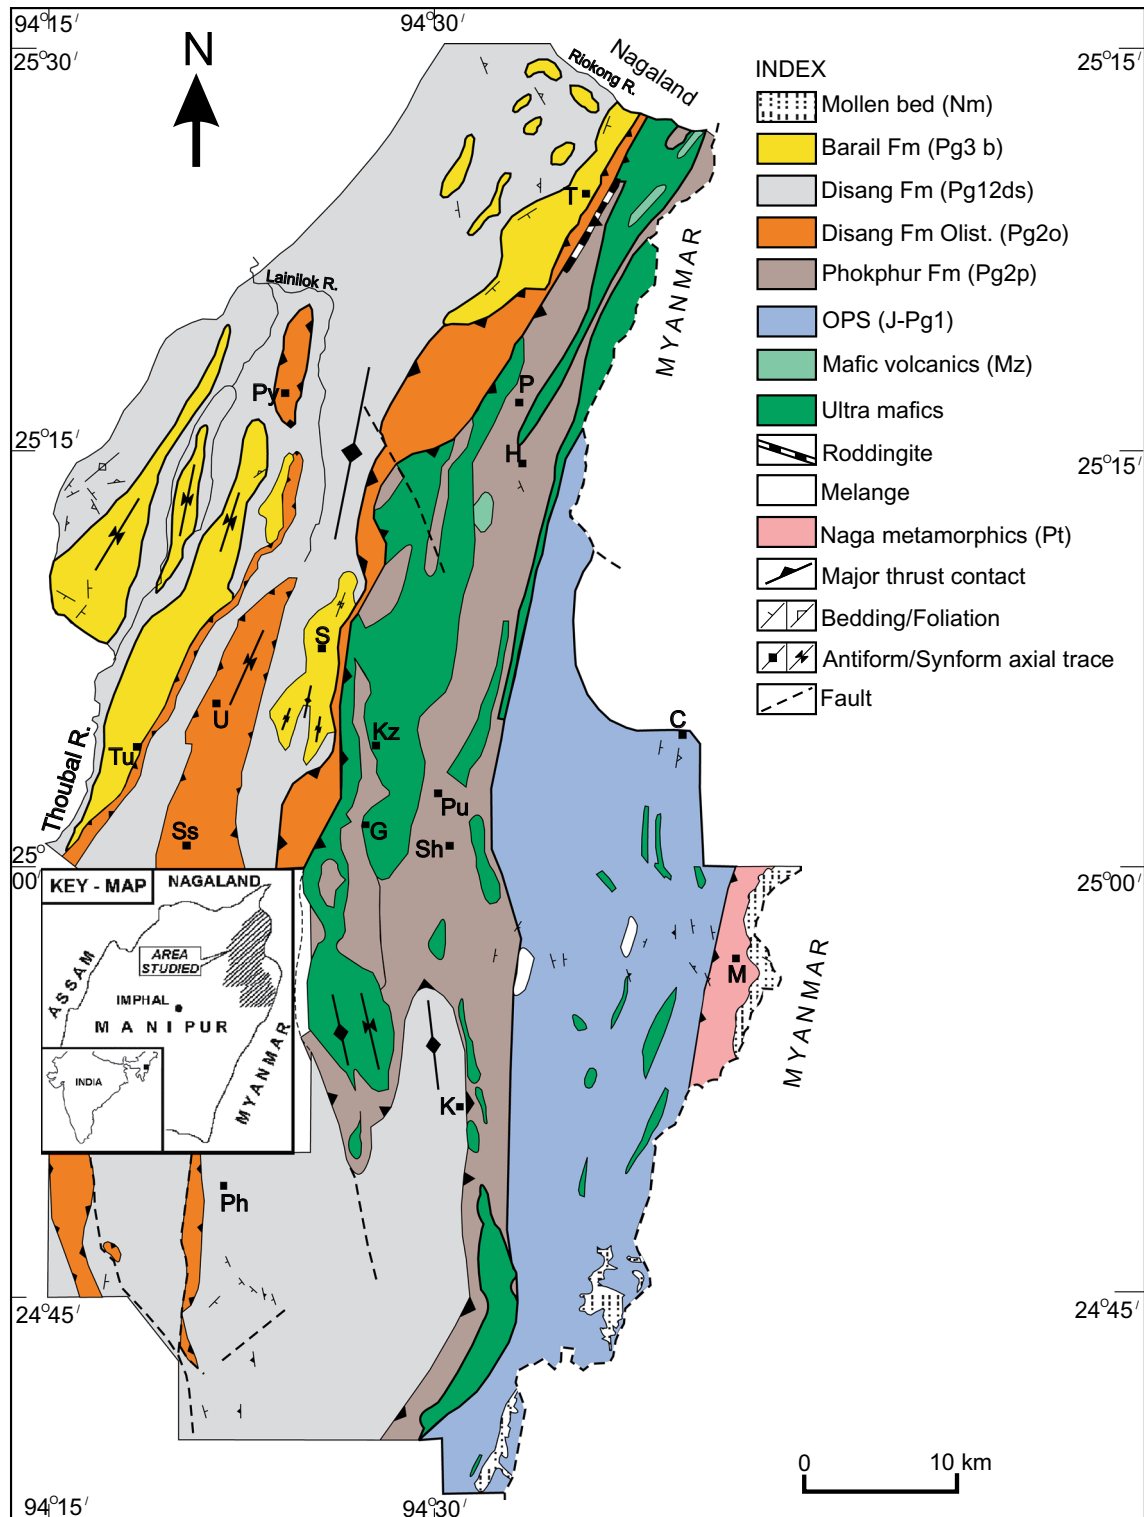 94°15′
94°30′
25°30′
25°15′
N
Nagaland
Riokong R.
INDEX
Mollen bed (Nm)
Barail Fm (Pg3 b)
Disang Fm (Pg12ds)
Disang Fm Olist. (Pg2o)
Phokphur Fm (Pg2p)
OPS (J-Pg1)
Mafic volcanics (Mz)
Ultra mafics
Roddingite
Melange
Naga metamorphics (Pt)
Major thrust contact
Bedding/Foliation
Antiform/Synform axial trace
Fault
T
MYANMAR
Lainilok R.
Py
P
H
25°15′
25°15′
S
U
Tu
Kz
C
Thoubal R.
Pu
G
Ss
Sh
25°00′
25°00′
KEY - MAP
NAGALAND
AREA
STUDIED
ASSAM
IMPHAL
MANIPUR
MYANMAR
INDIA
M
MYANMAR
K
Ph
24°45′
24°45′
0
10 km
94°15′
94°30′